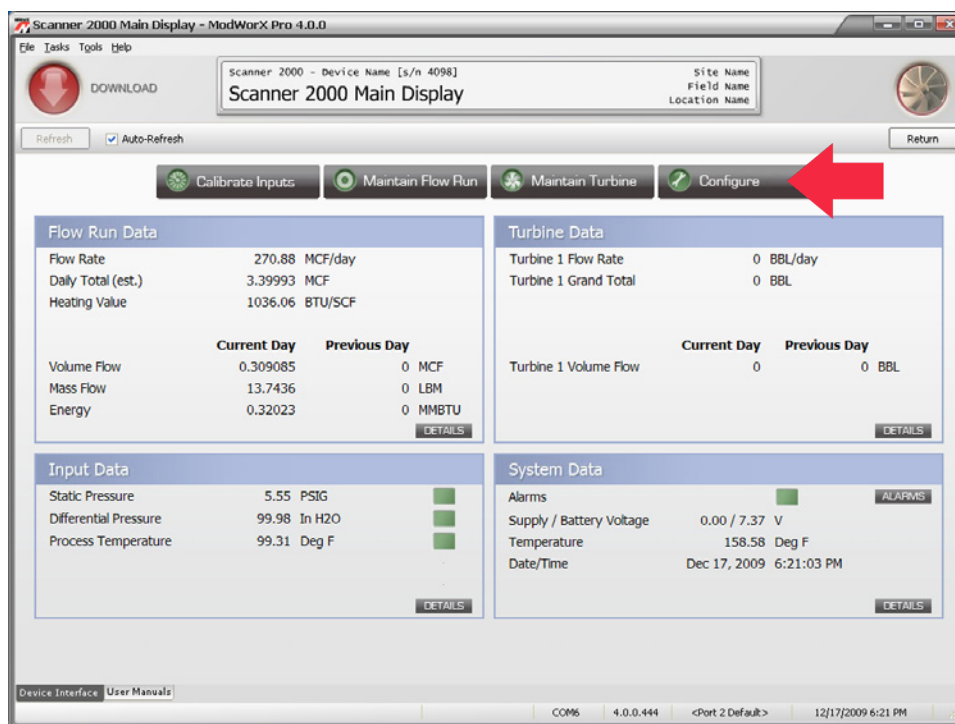 Scanner 2000 Main Display - ModWorX Pro 4.0.0
File Tasks Tools Help
DOWNLOAD
Scanner 2000 - Device Name [s/n 4098]
Scanner 2000 Main Display
Site Name
Field Name
Location Name
Refresh Auto-Refresh Return
Calibrate Inputs Maintain Flow Run Maintain Turbine Configure
Flow Run Data
Flow Rate 270.88 MCF/day
Daily Total (est.) 3.39993 MCF
Heating Value 1036.06 BTU/SCF
Current Day Previous Day
Volume Flow 0.309085 0 MCF
Mass Flow 13.7436 0 LBM
Energy 0.32023 0 MMBTU
DETAILS
Turbine Data
Turbine 1 Flow Rate 0 BBL/day
Turbine 1 Grand Total 0 BBL
Current Day Previous Day
Turbine 1 Volume Flow 0 0 BBL
DETAILS
Input Data
Static Pressure 5.55 PSIG
Differential Pressure 99.98 In H2O
Process Temperature 99.31 Deg F
DETAILS
System Data
Alarms ALARMS
Supply / Battery Voltage 0.00 / 7.37 V
Temperature 158.58 Deg F
Date/Time Dec 17, 2009 6:21:03 PM
DETAILS
Device Interface User Manuals
COM6 4.0.0.444 <Port 2 Default> 12/17/2009 6:21 PM